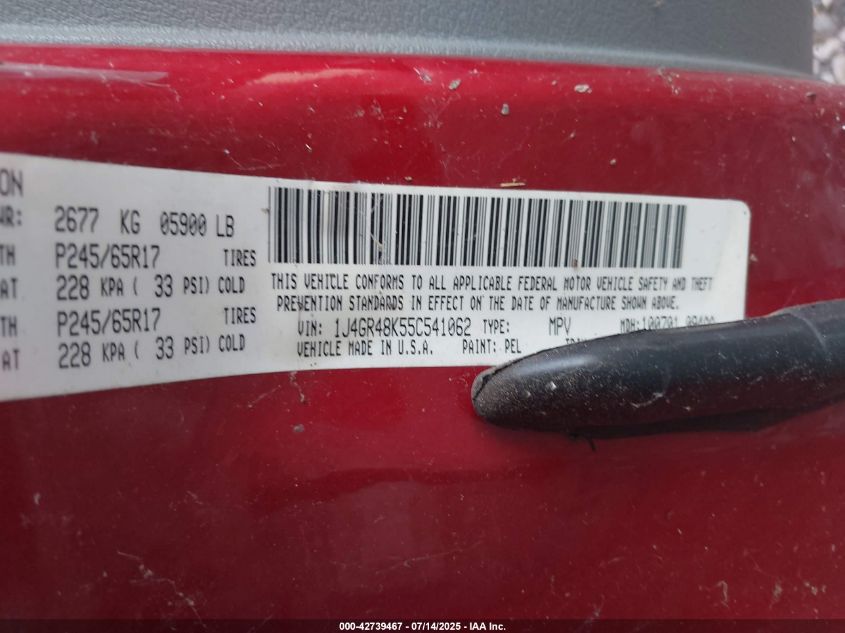 ON
WR: 2677 KG 05900 LB
TH P245/65R17 TIRES
AT 228 KPA ( 33 PSI) COLD
TH P245/65R17 TIRES
AT 228 KPA ( 33 PSI) COLD
THIS VEHICLE CONFORMS TO ALL APPLICABLE FEDERAL MOTOR VEHICLE SAFETY AND THEFT
PREVENTION STANDARDS IN EFFECT ON THE DATE OF MANUFACTURE SHOWN ABOVE.
VIN: 1J4GR48K55C541062 TYPE: MPV MDH:100701
VEHICLE MADE IN U.S.A. PAINT: PEL
000-42739467 - 07/14/2025 - IAA Inc.